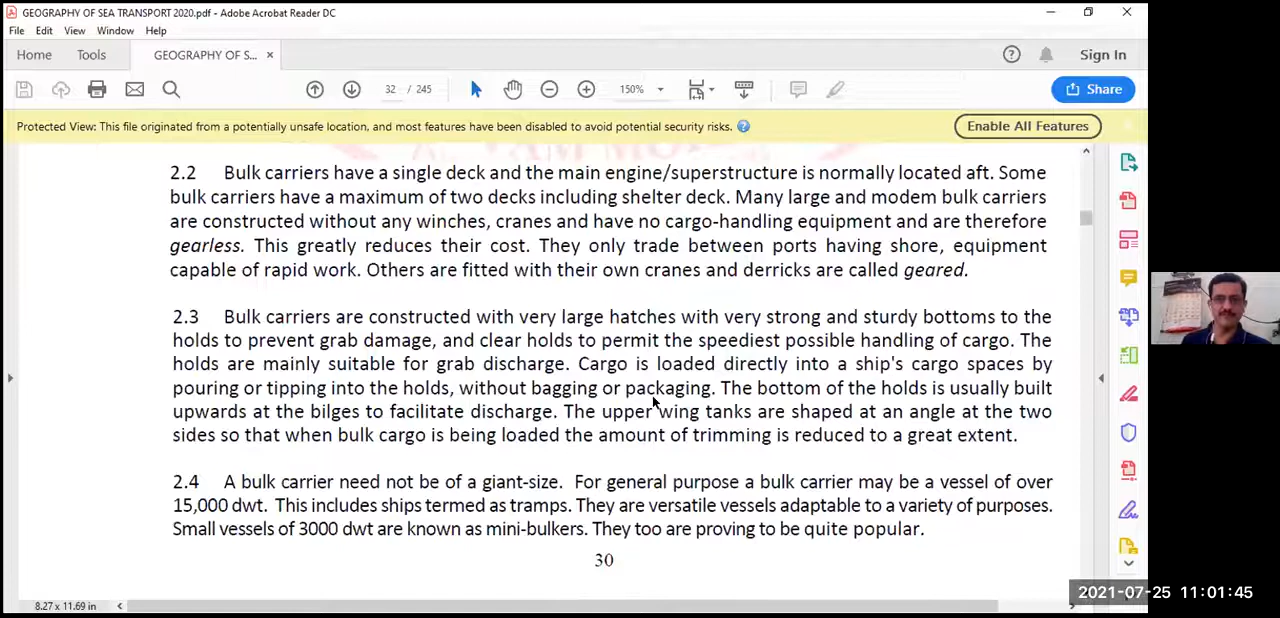 GEOGRAPHY OF SEA TRANSPORT 2020.pdf - Adobe Acrobat Reader DC
File Edit View Window Help
Home Tools GEOGRAPHY OF S... × Sign In
32 / 245 150% Share
Protected View: This file originated from a potentially unsafe location, and most features have been disabled to avoid potential security risks. Enable All Features
2.2 Bulk carriers have a single deck and the main engine/superstructure is normally located aft. Some
bulk carriers have a maximum of two decks including shelter deck. Many large and modem bulk carriers
are constructed without any winches, cranes and have no cargo-handling equipment and are therefore
gearless. This greatly reduces their cost. They only trade between ports having shore, equipment
capable of rapid work. Others are fitted with their own cranes and derricks are called geared.
2.3 Bulk carriers are constructed with very large hatches with very strong and sturdy bottoms to the
holds to prevent grab damage, and clear holds to permit the speediest possible handling of cargo. The
holds are mainly suitable for grab discharge. Cargo is loaded directly into a ship's cargo spaces by
pouring or tipping into the holds, without bagging or packaging. The bottom of the holds is usually built
upwards at the bilges to facilitate discharge. The upper wing tanks are shaped at an angle at the two
sides so that when bulk cargo is being loaded the amount of trimming is reduced to a great extent.
2.4 A bulk carrier need not be of a giant-size. For general purpose a bulk carrier may be a vessel of over
15,000 dwt. This includes ships termed as tramps. They are versatile vessels adaptable to a variety of purposes.
Small vessels of 3000 dwt are known as mini-bulkers. They too are proving to be quite popular.
30
8.27 x 11.69 in
2021-07-25 11:01:45